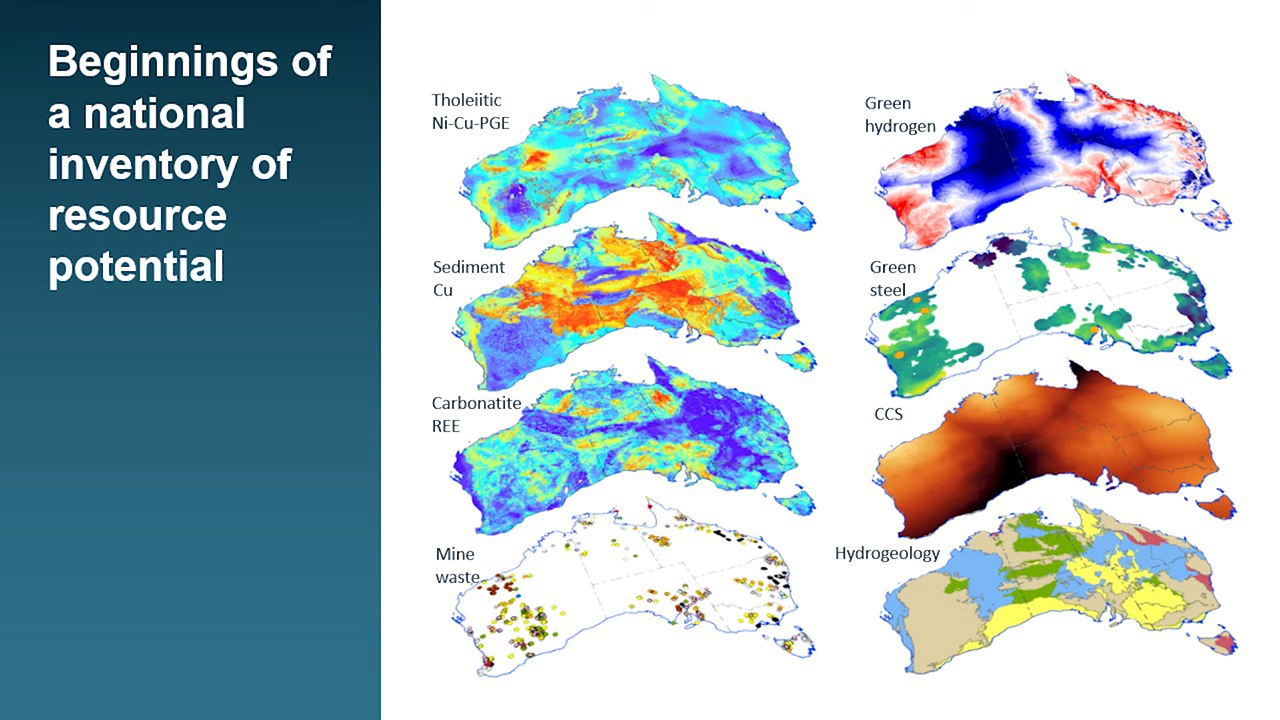 Beginnings of
a national
inventory of
resource
potential
Tholeiitic
Ni-Cu-PGE
Sediment
Cu
Carbonatite
REE
Mine
waste
Green
hydrogen
Green
steel
CCS
Hydrogeology